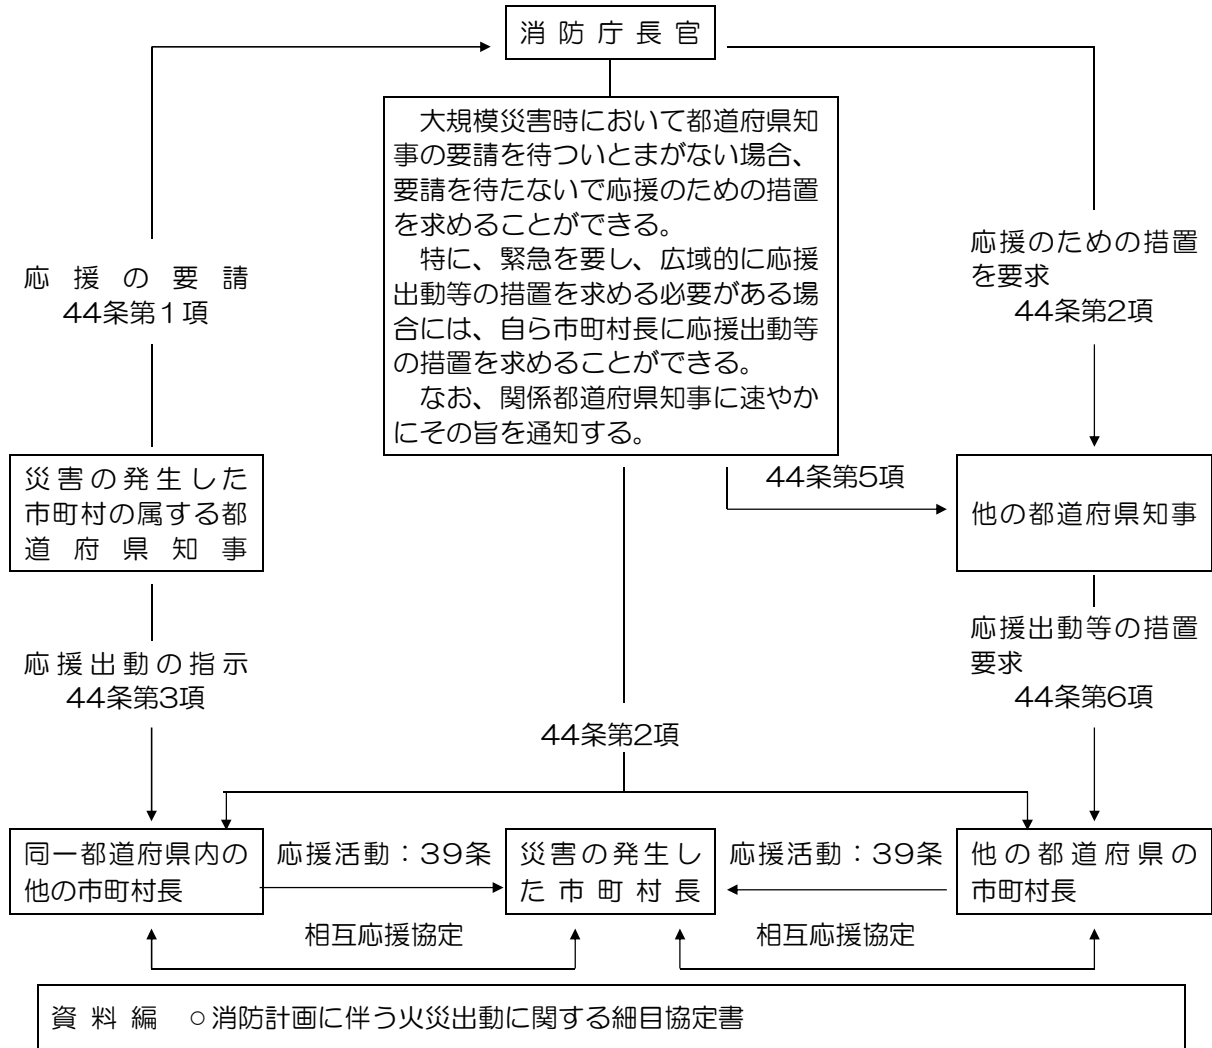 消防庁長官
大規模災害時において都道府県知
事の要請を待ついとまがない場合、
要請を待たないで応援のための措置
を求めることができる。
特に、緊急を要し、広域的に応援
出動等の措置を求める必要がある場
合には、自ら市町村長に応援出動等
の措置を求めることができる。
なお、関係都道府県知事に速やか
にその旨を通知する。
応援の要請
44条第1項
応援のための措置
を要求
44条第2項
災害の発生した
市町村の属する都
道府県知事
44条第5項
他の都道府県知事
応援出動の指示
44条第3項
応援出動等の措置
要求
44条第6項
44条第2項
同一都道府県内の
他の市町村長
応援活動：39条
災害の発生し
た市町村長
応援活動：39条
他の都道府県の
市町村長
相互応援協定
相互応援協定
資料編 ○消防計画に伴う火災出動に関する細目協定書